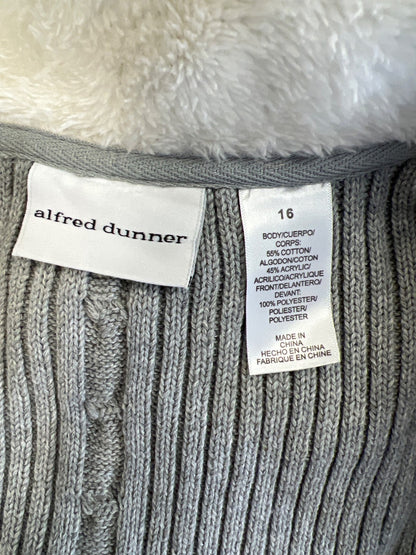 alfred dunner
16
BODY/CUERPO/
CORPS:
55% COTTON/
ALGODON/COTON
45% ACRYLIC/
ACRILICO/ACRYLIQUE
FRONT/DELANTERO/
DEVANT:
100% POLYESTER/
POLIESTER/
POLYESTER
MADE IN
CHINA
HECHO EN CHINA
FABRIQUE EN CHINE